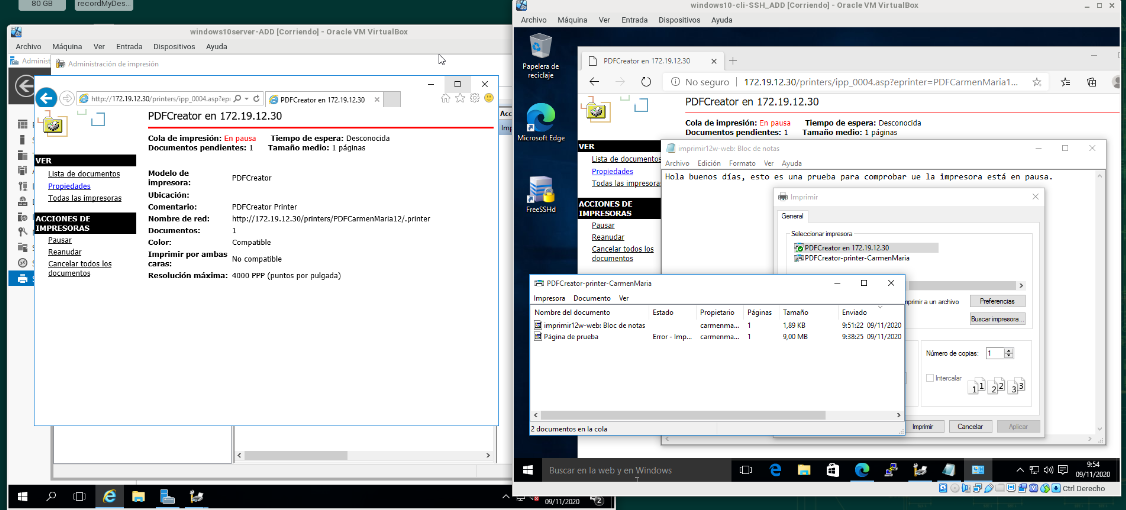 80 GB
recordMyDes...
windows10server-ADD [Corriendo] - Oracle VM VirtualBox
Archivo Máquina Ver Entrada Dispositivos Ayuda
Administ
Administración de impresión
http://172.19.12.30/printers/ipp_0004.asp?ep
PDFCreator en 172.19.12.30
PDFCreator en 172.19.12.30
Cola de impresión: En pausa Tiempo de espera: Desconocida
Documentos pendientes: 1 Tamaño medio: 1 páginas
VER
Lista de documentos
Propiedades
Todas las impresoras
ACCIONES DE
IMPRESORAS
Pausar
Reanudar
Cancelar todos los
documentos
Modelo de
impresora: PDFCreator
Ubicación:
Comentario: PDFCreator Printer
Nombre de red: http://172.19.12.30/printers/PDFCarmenMaria12/.printer
Documentos: 1
Color: Compatible
Imprimir por ambas
caras: No compatible
Resolución máxima: 4000 PPP (puntos por pulgada)
09/11/2020
2
windows10-cli-SSH_ADD [Corriendo] - Oracle VM VirtualBox
Archivo Máquina Ver Entrada Dispositivos Ayuda
Papelera de
reciclaje
Microsoft Edge
FreeSSHd
PDFCreator en 172.19.12.30
No seguro 172.19.12.30/printers/ipp_0004.asp?eprinter=PDFCarmenMaria1...
PDFCreator en 172.19.12.30
Cola de impresión: En pausa Tiempo de espera: Desconocida
Documentos pendientes: 1 Tamaño medio: 1 páginas
VER
Lista de documentos
Propiedades
Todas las impresora
ACCIONES DE
IMPRESORAS
Pausar
Reanudar
Cancelar todos los
documentos
imprimir12w-web: Bloc de notas
Archivo Edición Formato Ver Ayuda
Hola buenos días, esto es una prueba para comprobar ue la impresora está en pausa.
Imprimir
General
Seleccionar impresora
PDFCreator en 172.19.12.30
PDFCreator-printer-CarmenMaria
nprimir a un archivo Preferencias
Buscar impresora...
Número de copias: 1
Intercalar
11 22 33
Imprimir Cancelar Aplicar
PDFCreator-printer-CarmenMaria
Impresora Documento Ver
Nombre del documento Estado Propietario Páginas Tamaño Enviado
imprimir12w-web: Bloc de notas carmenma... 1 1,89 KB 9:51:22 09/11/2020
Página de prueba Error - Imp... carmenma... 1 9,00 MB 9:38:25 09/11/2020
2 documentos en la cola
Buscar en la web y en Windows
9:54
09/11/2020
Ctrl Derecho